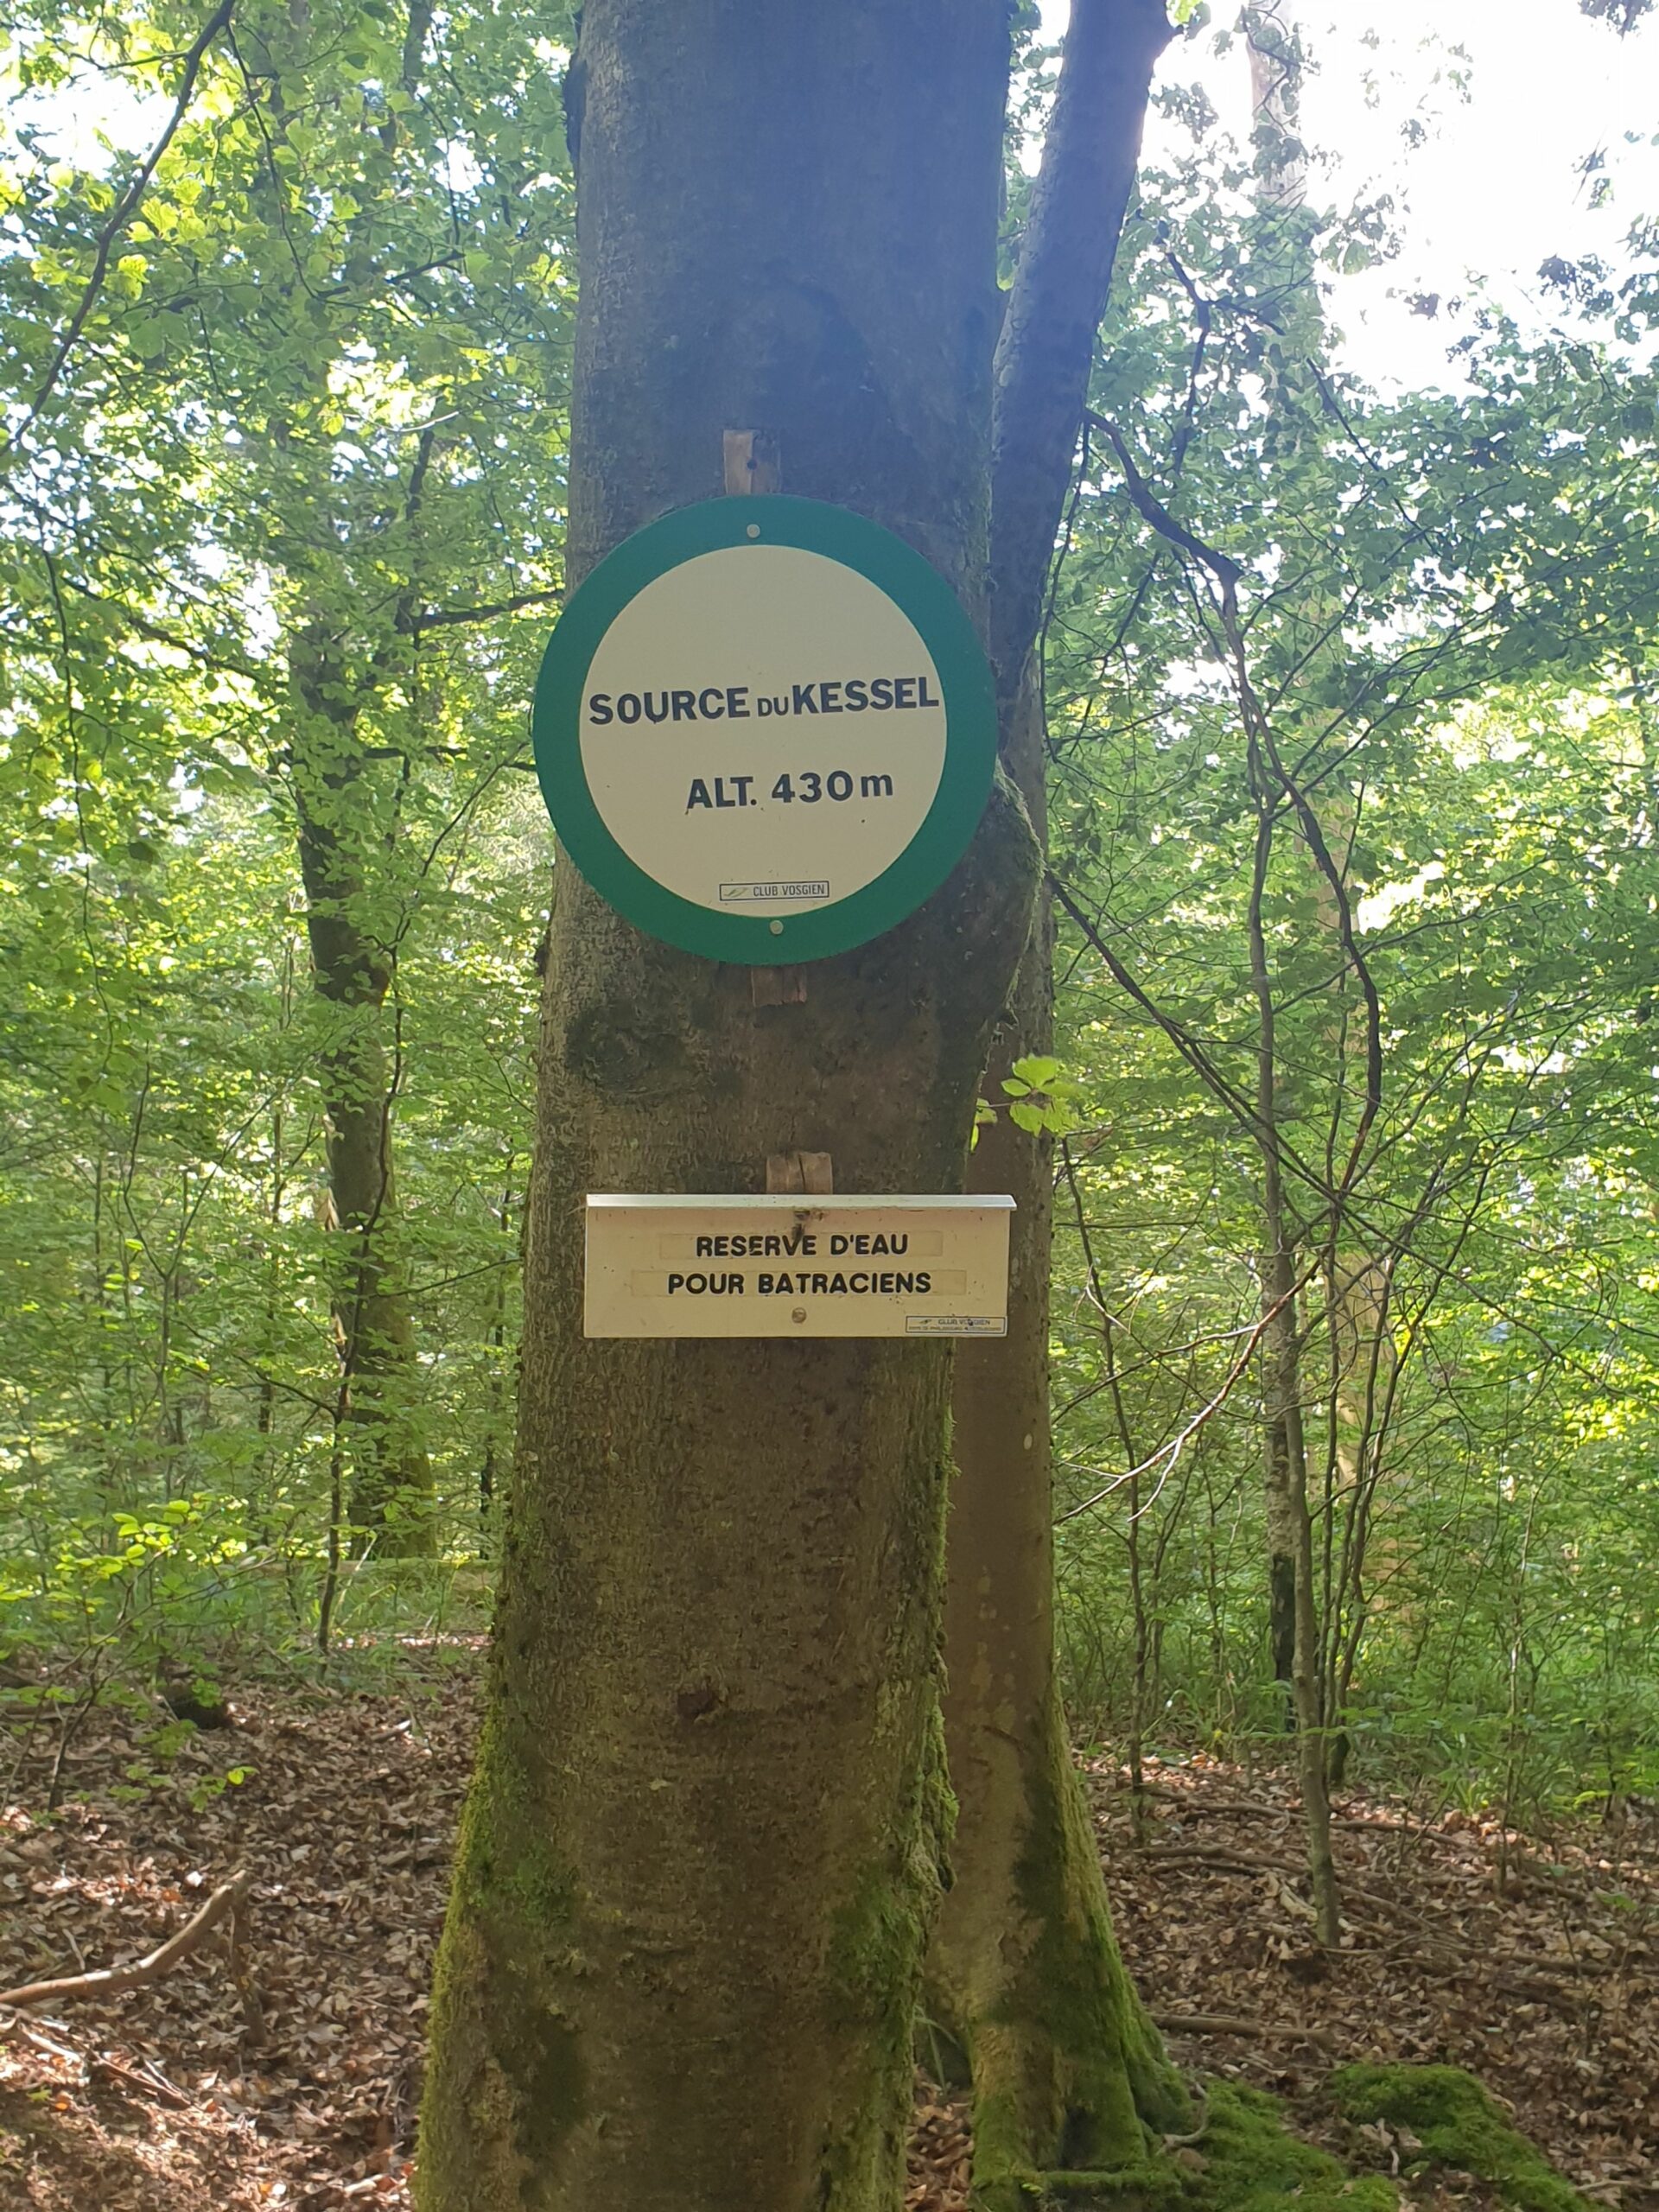 SOURCE DU KESSEL
ALT. 430 m
CLUB VOSGIEN
RESERVE D'EAU
POUR BATRACIENS
CLUB VOSGIEN